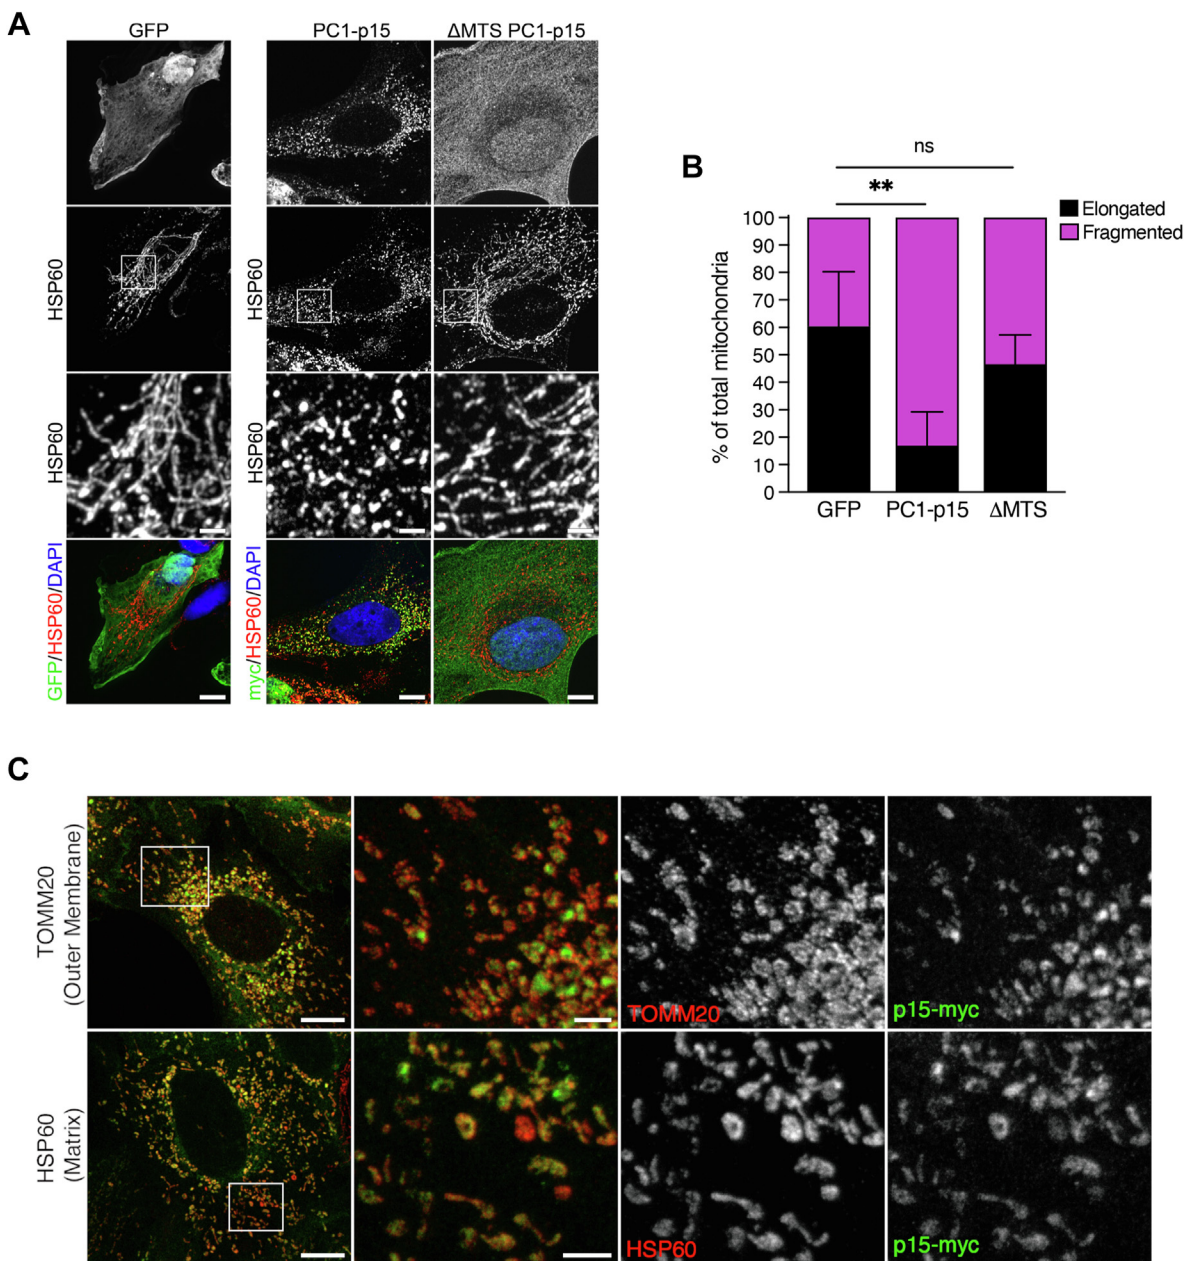 A
GFP
PC1-p15
ΔMTS PC1-p15
HSP60
HSP60
HSP60
HSP60
GFP/HSP60/DAPI
myc/HSP60/DAPI
B
ns
**
Elongated
Fragmented
% of total mitochondria
100
90
80
70
60
50
40
30
20
10
0
GFP
PC1-p15
ΔMTS
C
TOMM20
(Outer Membrane)
TOMM20
p15-myc
HSP60
(Matrix)
HSP60
p15-myc